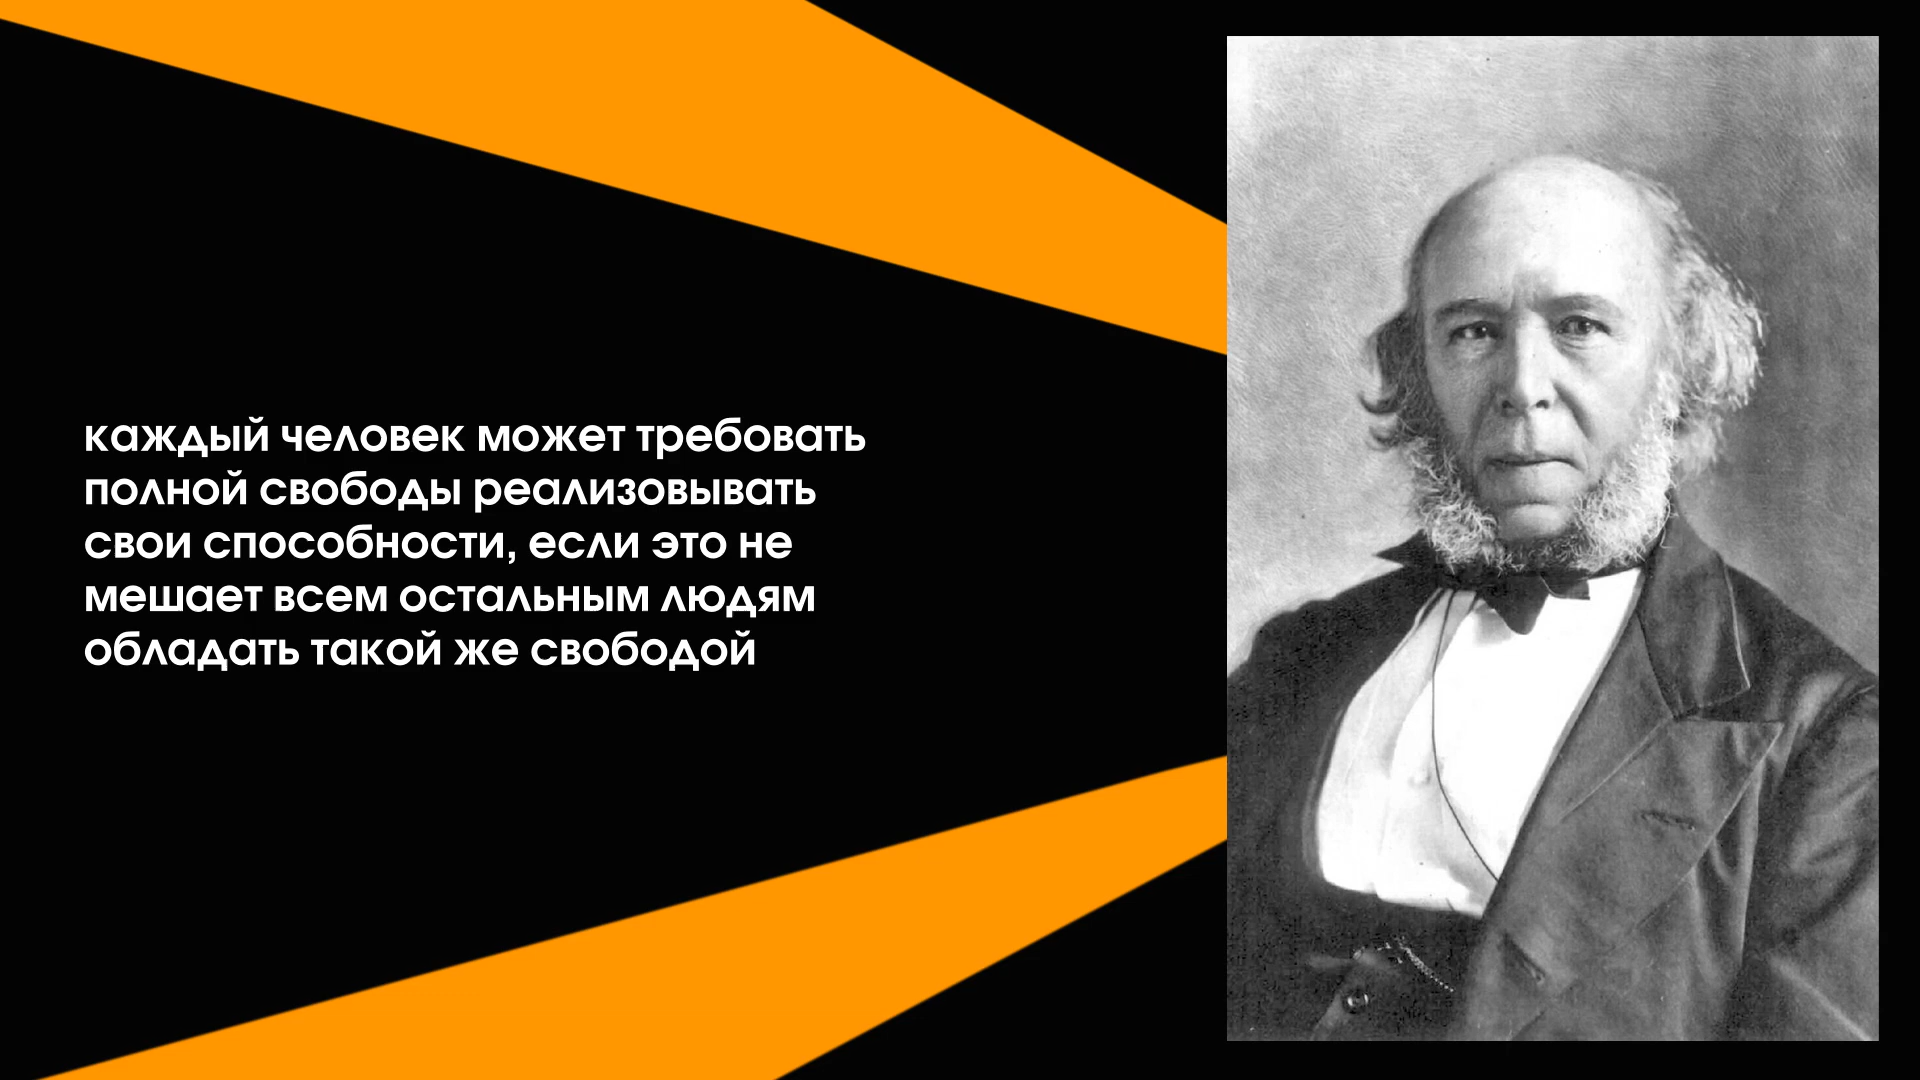 каждый человек может требовать
полной свободы реализовывать
свои способности, если это не
мешает всем остальным людям
обладать такой же свободой